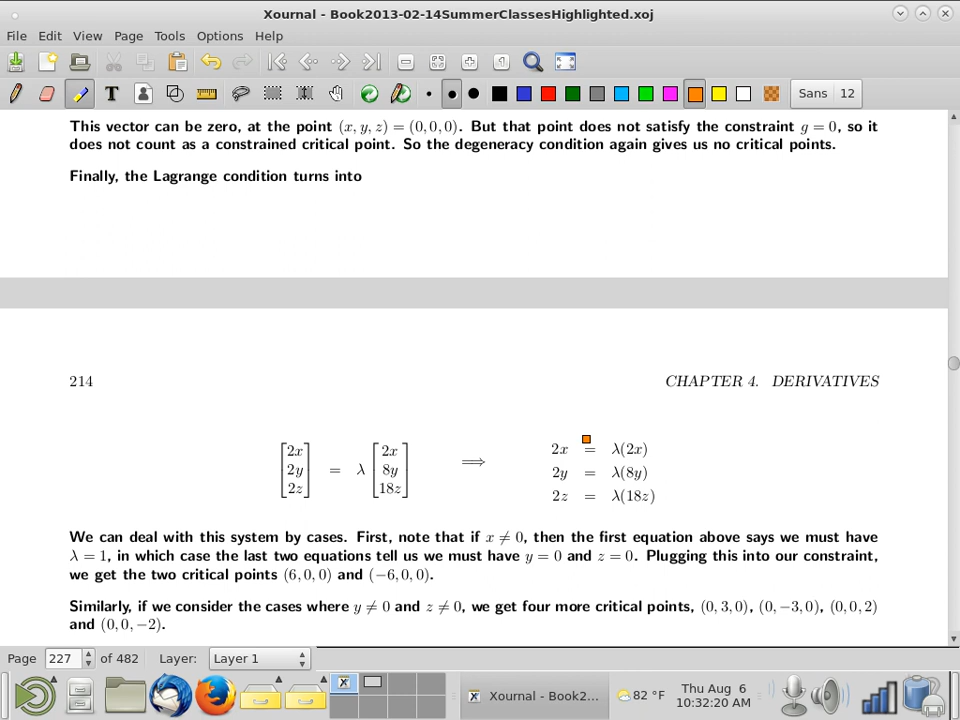 Xournal - Book2013-02-14SummerClassesHighlighted.xoj
File Edit View Page Tools Options Help
Sans 12
This vector can be zero, at the point (x, y, z) = (0, 0, 0). But that point does not satisfy the constraint g = 0, so it
does not count as a constrained critical point. So the degeneracy condition again gives us no critical points.
Finally, the Lagrange condition turns into
214 CHAPTER 4. DERIVATIVES
[2x 2y 2z] = λ [2x 8y 18z] ⟹
2x = λ(2x)
2y = λ(8y)
2z = λ(18z)
We can deal with this system by cases. First, note that if x ≠ 0, then the first equation above says we must have
λ = 1, in which case the last two equations tell us we must have y = 0 and z = 0. Plugging this into our constraint,
we get the two critical points (6, 0, 0) and (−6, 0, 0).
Similarly, if we consider the cases where y ≠ 0 and z ≠ 0, we get four more critical points, (0, 3, 0), (0, −3, 0), (0, 0, 2)
and (0, 0, −2).
Page 227 of 482 Layer: Layer 1
Xournal - Book2...
82 °F
Thu Aug 6
10:32:20 AM